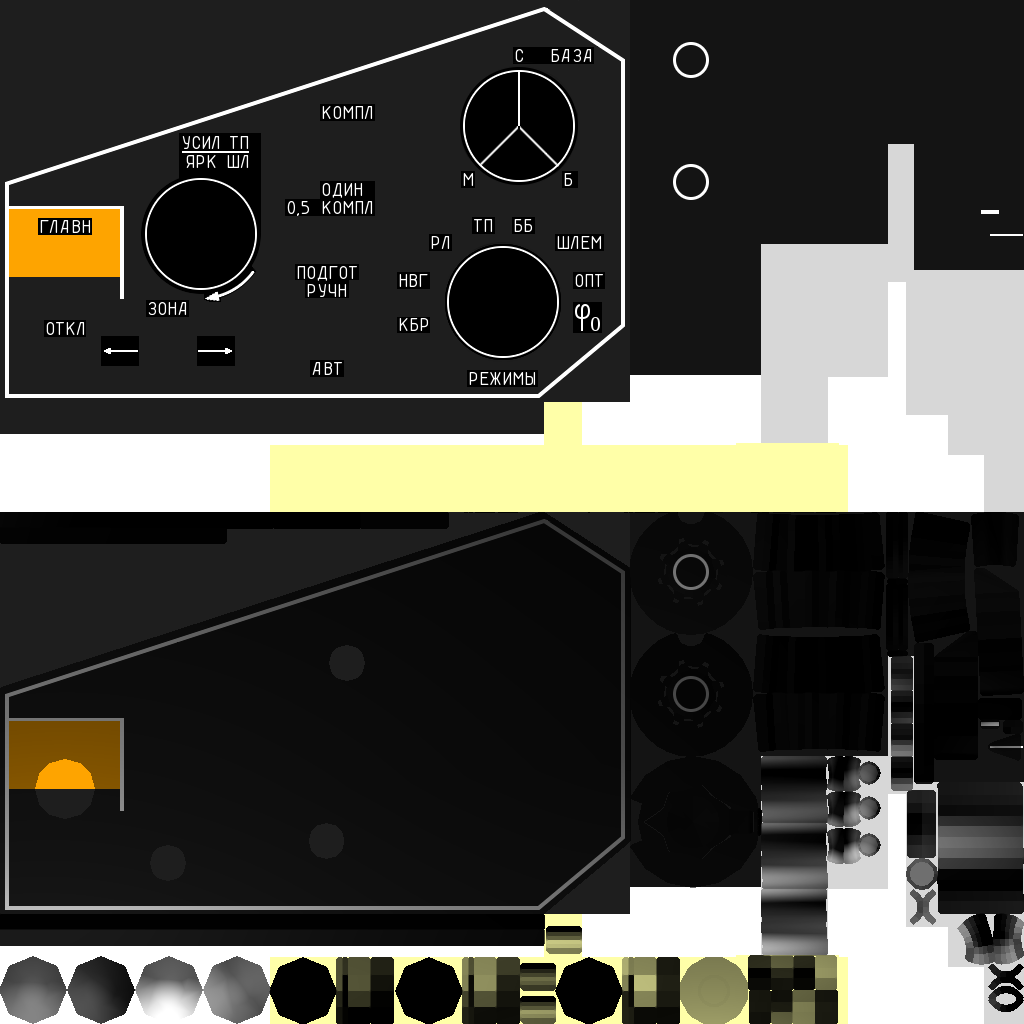 С БАЗА
КОМПЛ
УСИЛ ТП
ЯРК ШЛ
М Б
ОДИН
0,5 КОМПЛ
ГЛАВН
ТП ББ
РЛ ШЛЕМ
ПОДГОТ
РУЧН
НВГ ОПТ
ЗОНА
φ0
ОТКЛ
КБР
АВТ
РЕЖИМЫ